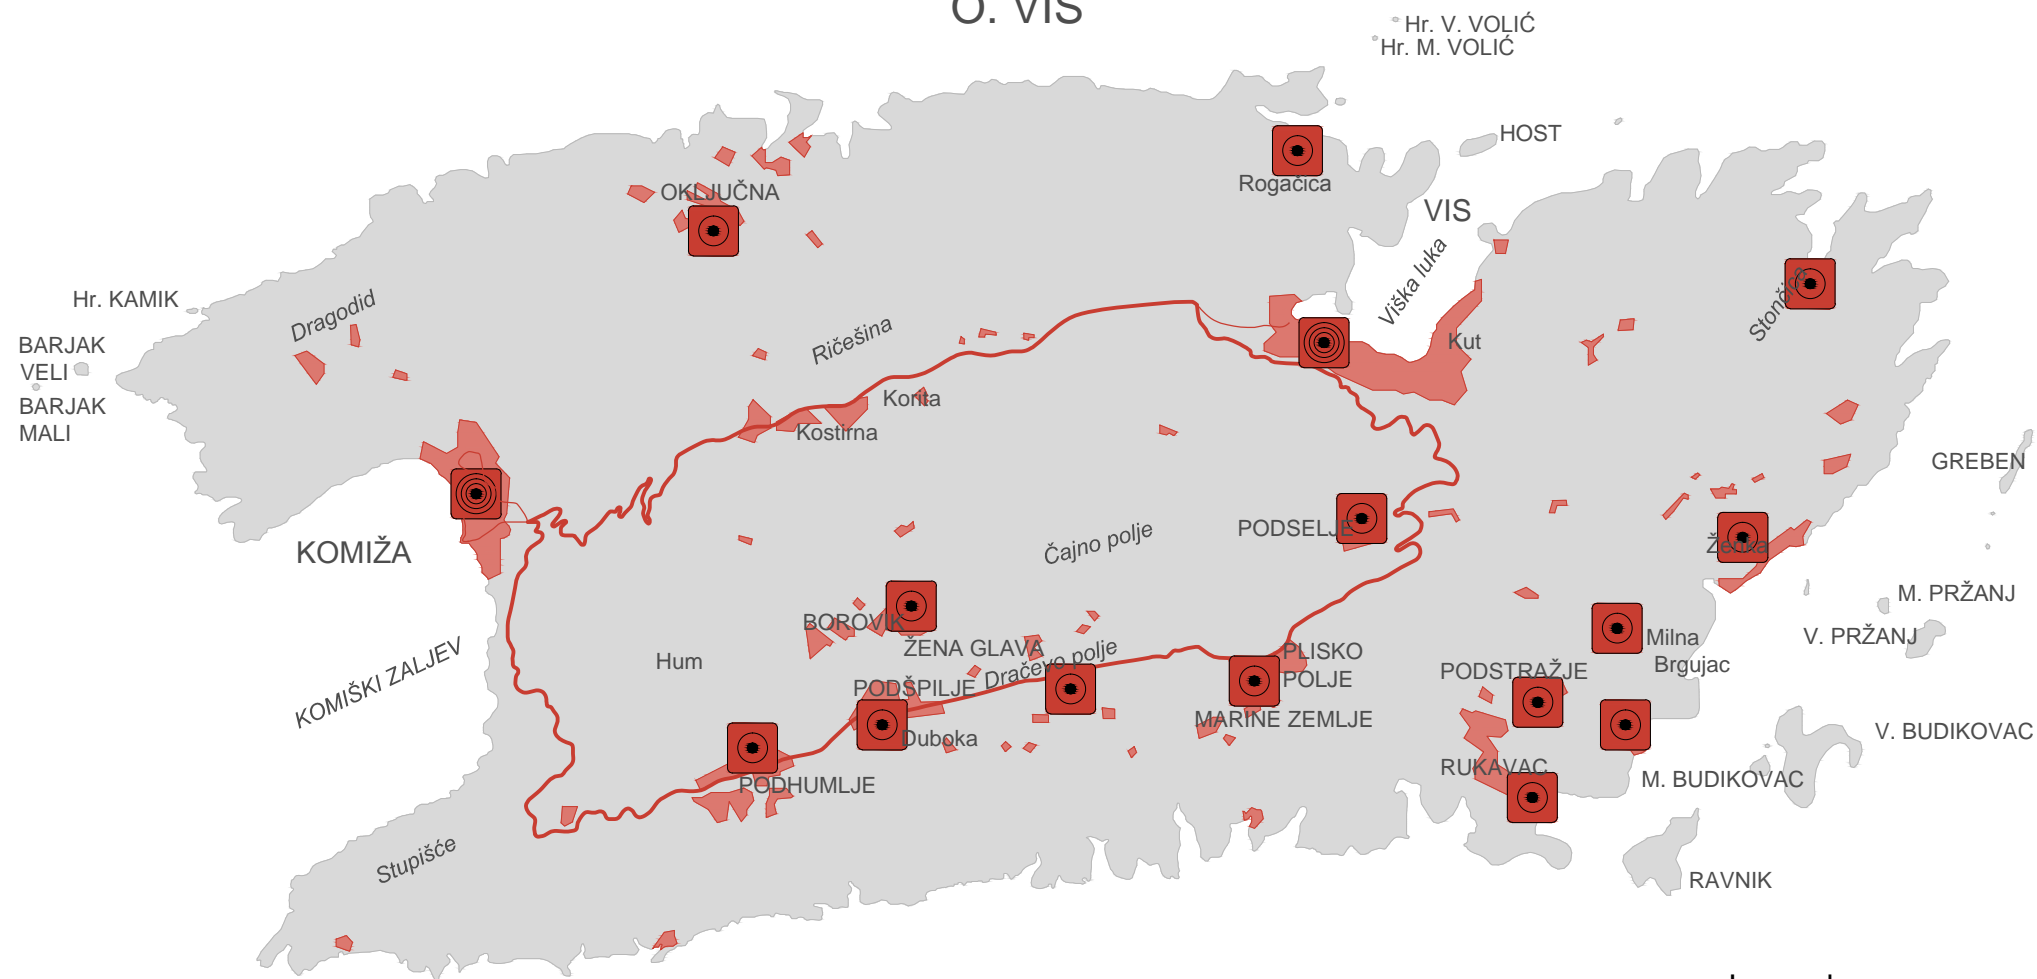 O. VIS
Hr. V. VOLIĆ
Hr. M. VOLIĆ
HOST
Rogačica
OKLJUČNA
VIS
Viška luka
Stončica
Hr. KAMIK
Dragodid
BARJAK
VELI
BARJAK
MALI
Ričešina
Kut
Korita
Kostirna
GREBEN
KOMIŽA
PODSELJE
Čajno polje
Ženka
M. PRŽANJ
BOROVIK
V. PRŽANJ
ŽENA GLAVA
Milna
Brgujac
Hum
KOMIŠKI ZALJEV
Dračevo polje
PLISKO
POLJE
PODSTRAŽJE
PODŠPILJE
MARINE ZEMLJE
Duboka
V. BUDIKOVAC
RUKAVAC
M. BUDIKOVAC
PODHUMLJE
Stupišće
RAVNIK